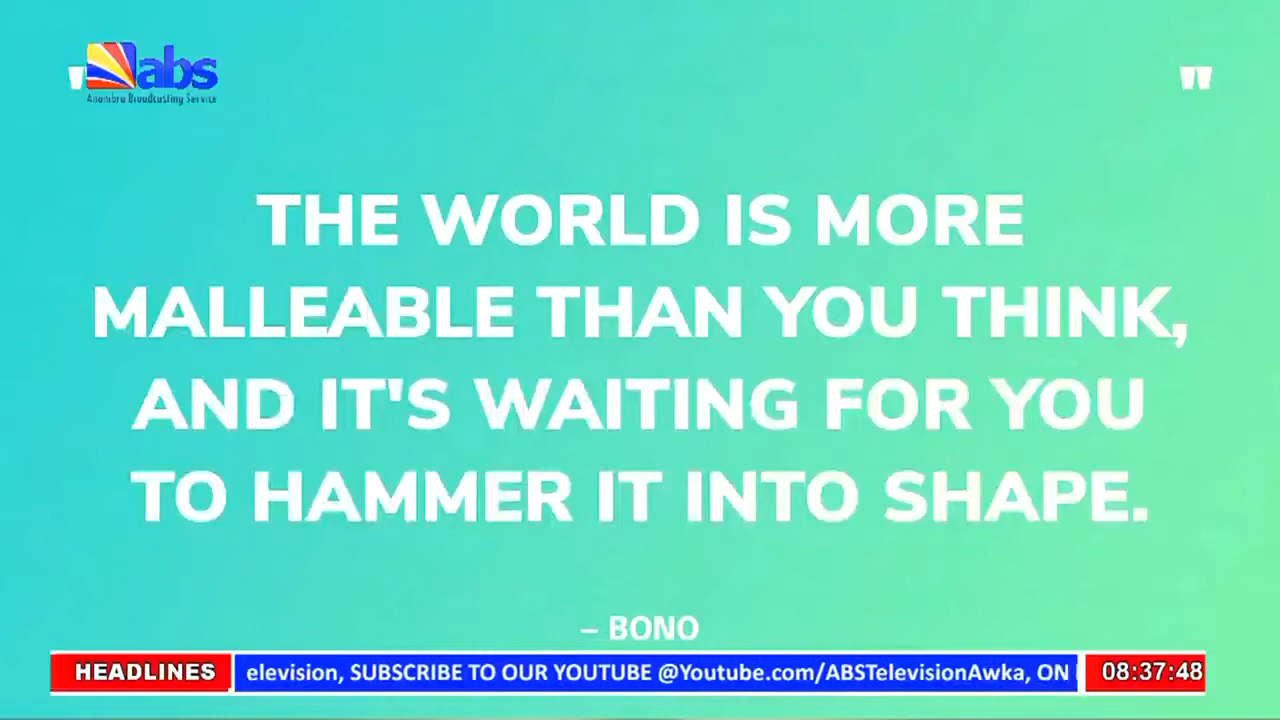 abs
Anambra Broadcasting Service
"
THE WORLD IS MORE
MALLEABLE THAN YOU THINK,
AND IT'S WAITING FOR YOU
TO HAMMER IT INTO SHAPE.
– BONO
HEADLINES
elevision, SUBSCRIBE TO OUR YOUTUBE @Youtube.com/ABSTelevisionAwka, ON
08:37:48